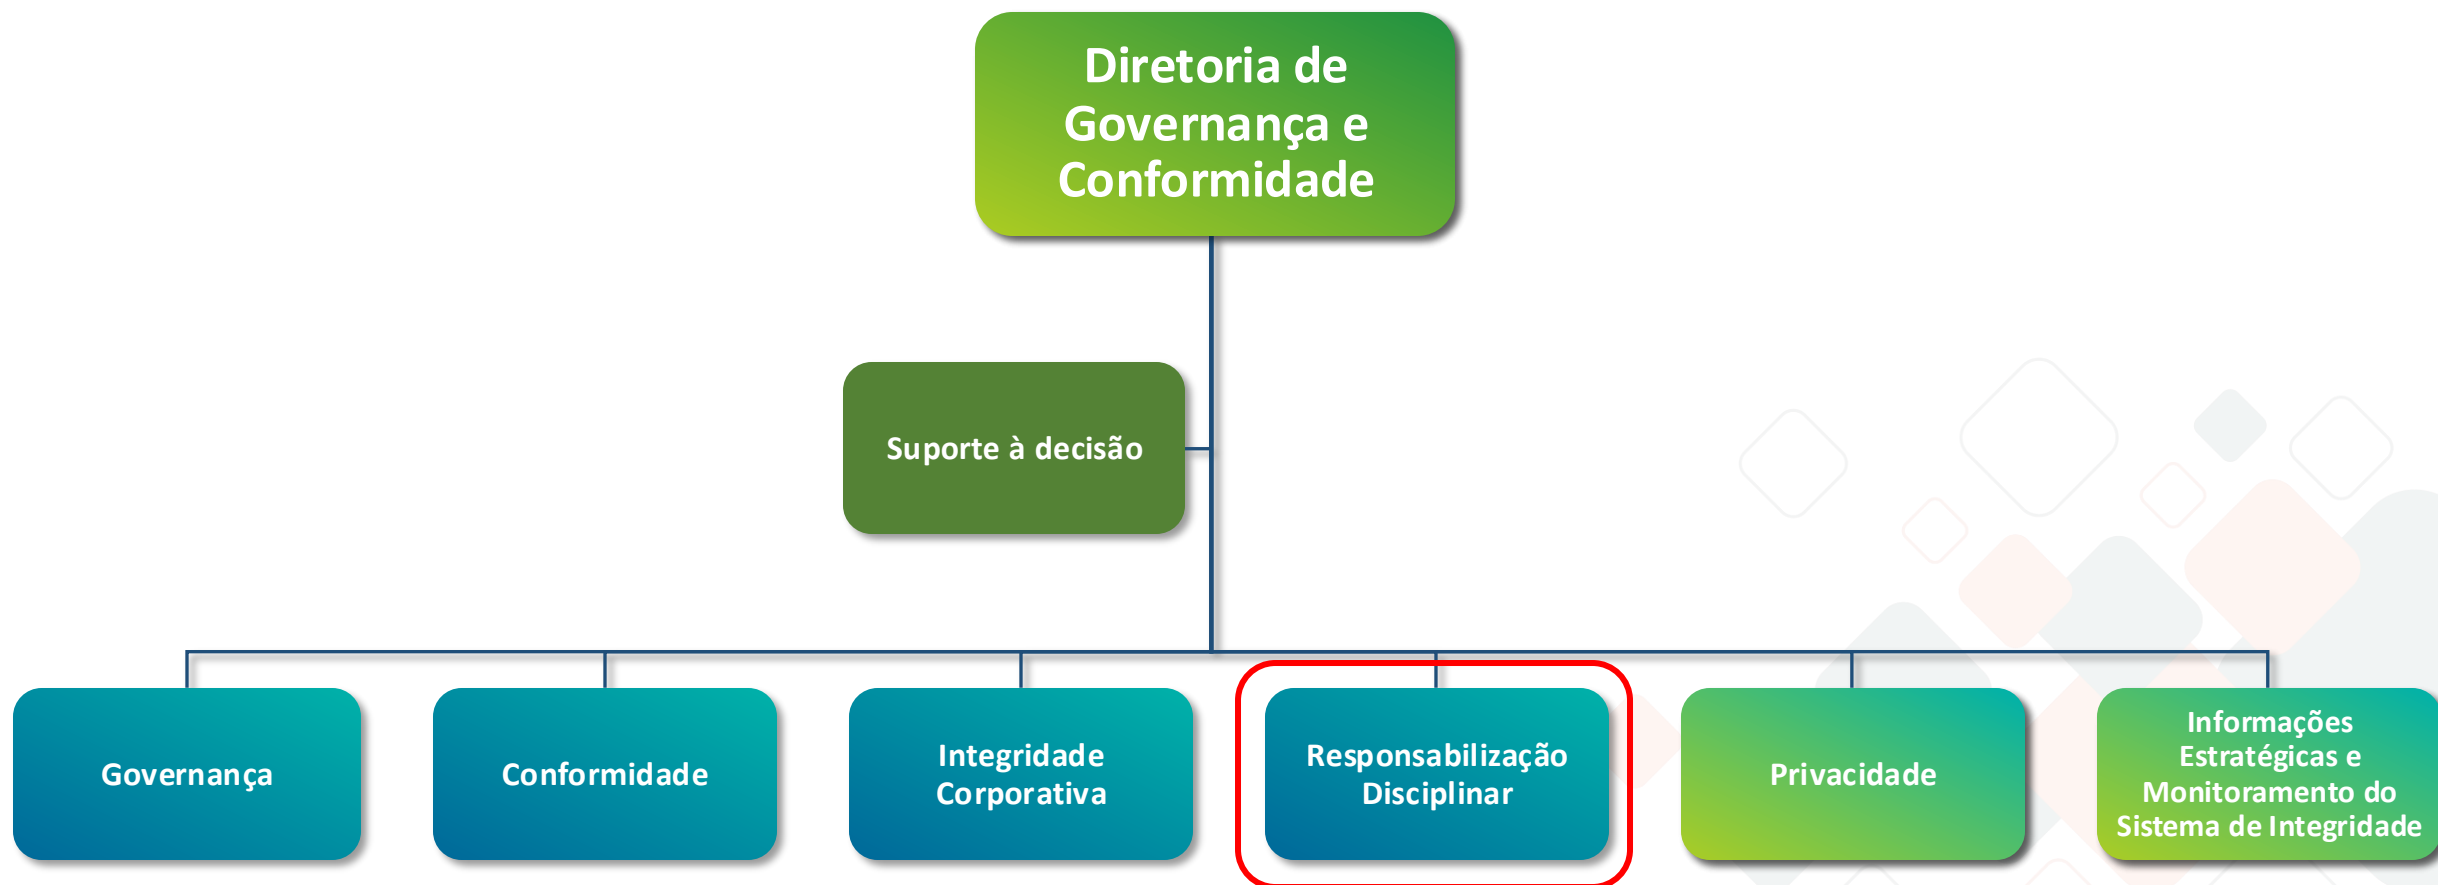 Diretoria de
Governança e
Conformidade
Suporte à decisão
Governança
Conformidade
Integridade
Corporativa
Responsabilização
Disciplinar
Privacidade
Informações
Estratégicas e
Monitoramento do
Sistema de Integridade